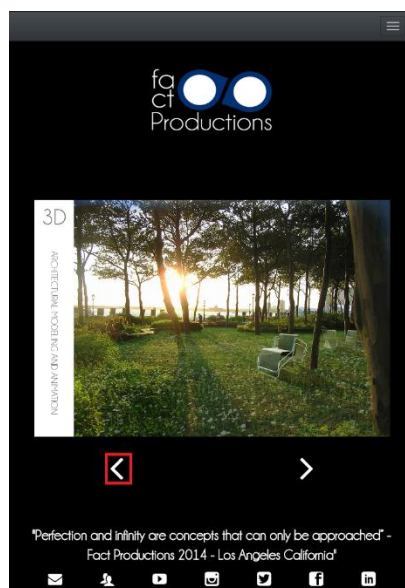 fa
ct
Productions
3D
ARCHITECTURAL MODELING AND ANIMATION
"Perfection and infinity are concepts that can only be approached" -
Fact Productions 2014 - Los Angeles California"